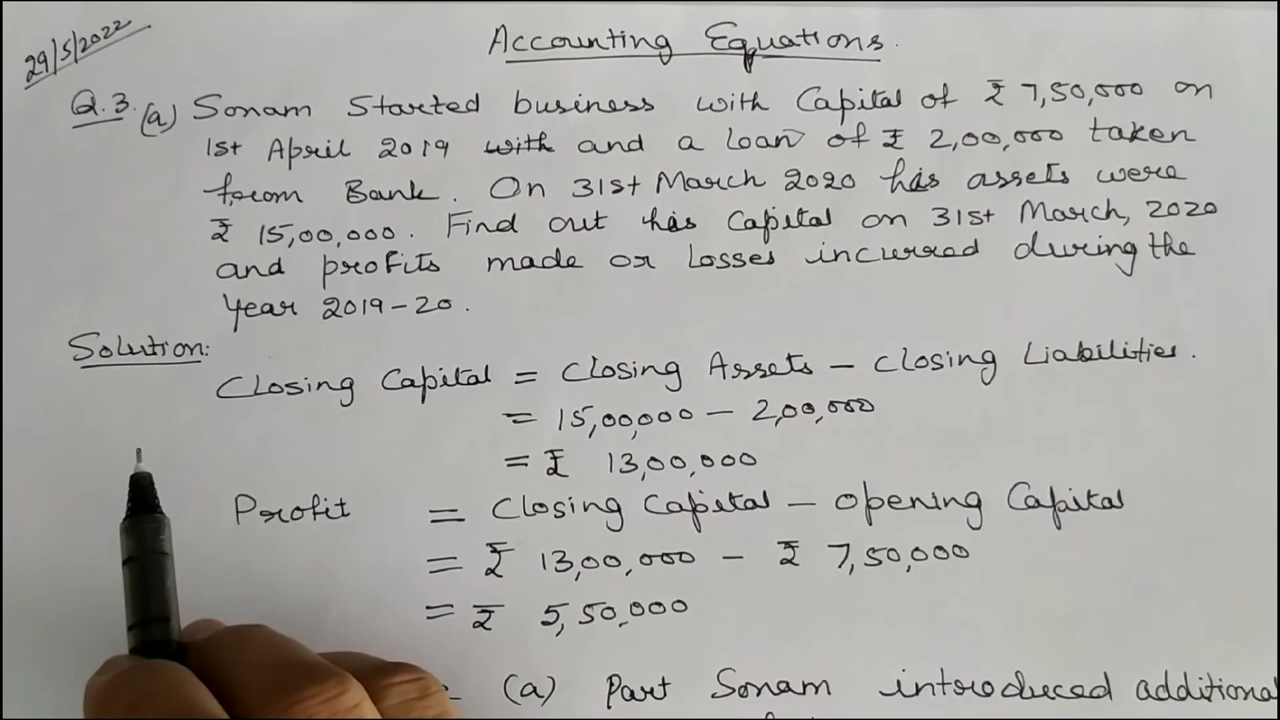 29/5/2022
Accounting Equations.
Q.3. (a) Sonam Started business with Capital of ₹ 7,50,000 on
1st April 2019 with and a loan of ₹ 2,00,000 taken
from Bank. On 31st March 2020 his assets were
₹ 15,00,000. Find out his Capital on 31st March, 2020
and profits made or Losses incurred during the
Year 2019-20.
Solution:
Closing Capital = Closing Assets - Closing Liabilities.
= 15,00,000 - 2,00,000
= ₹ 13,00,000
Profit = Closing Capital - Opening Capital
= ₹ 13,00,000 - ₹ 7,50,000
= ₹ 5,50,000
(a) Part Sonam introduced additional